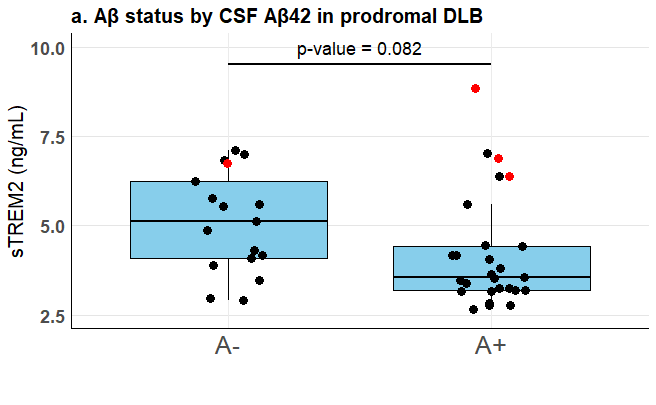 a. Aβ status by CSF Aβ42 in prodromal DLB
p-value = 0.082
sTREM2 (ng/mL)
10.0
7.5
5.0
2.5
A-
A+